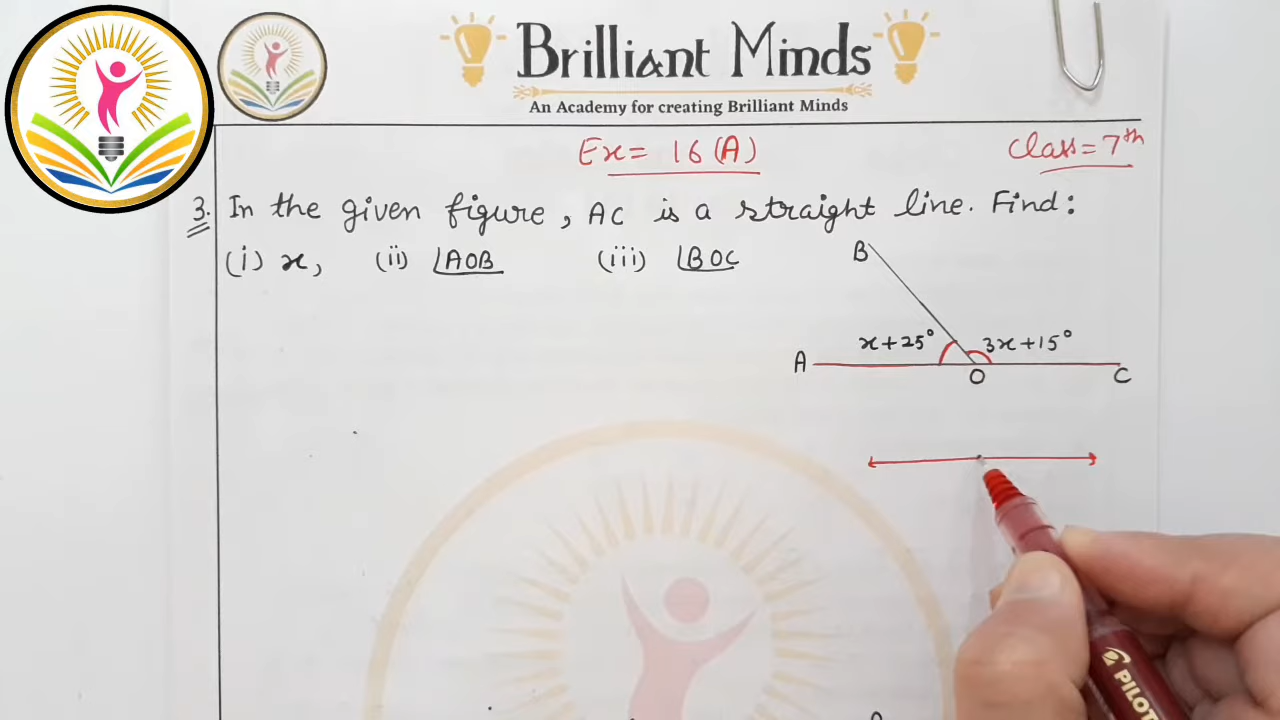 Brilliant Minds
An Academy for creating Brilliant Minds
Ex = 16 (A)
Class = 7th
3. In the given figure, AC is a straight line. Find:
(i) x, (ii) ∠AOB (iii) ∠BOC
B
x+25° 3x+15°
A O C
PILOT